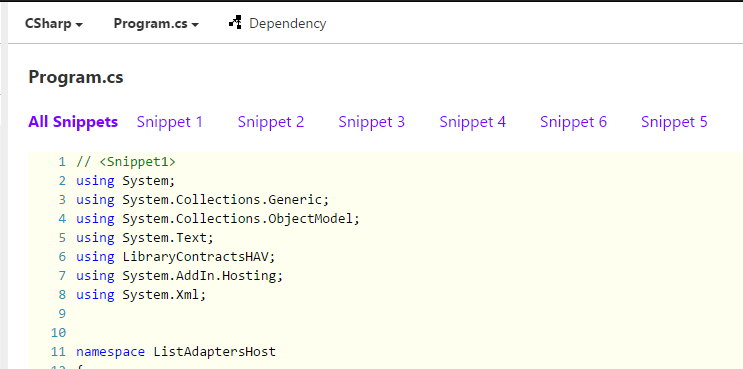 CSharp Program.cs Dependency
Program.cs
All Snippets Snippet 1 Snippet 2 Snippet 3 Snippet 4 Snippet 6 Snippet 5
1 // <Snippet1>
2 using System;
3 using System.Collections.Generic;
4 using System.Collections.ObjectModel;
5 using System.Text;
6 using LibraryContractsHAV;
7 using System.AddIn.Hosting;
8 using System.Xml;
9
10
11 namespace ListAdaptersHost